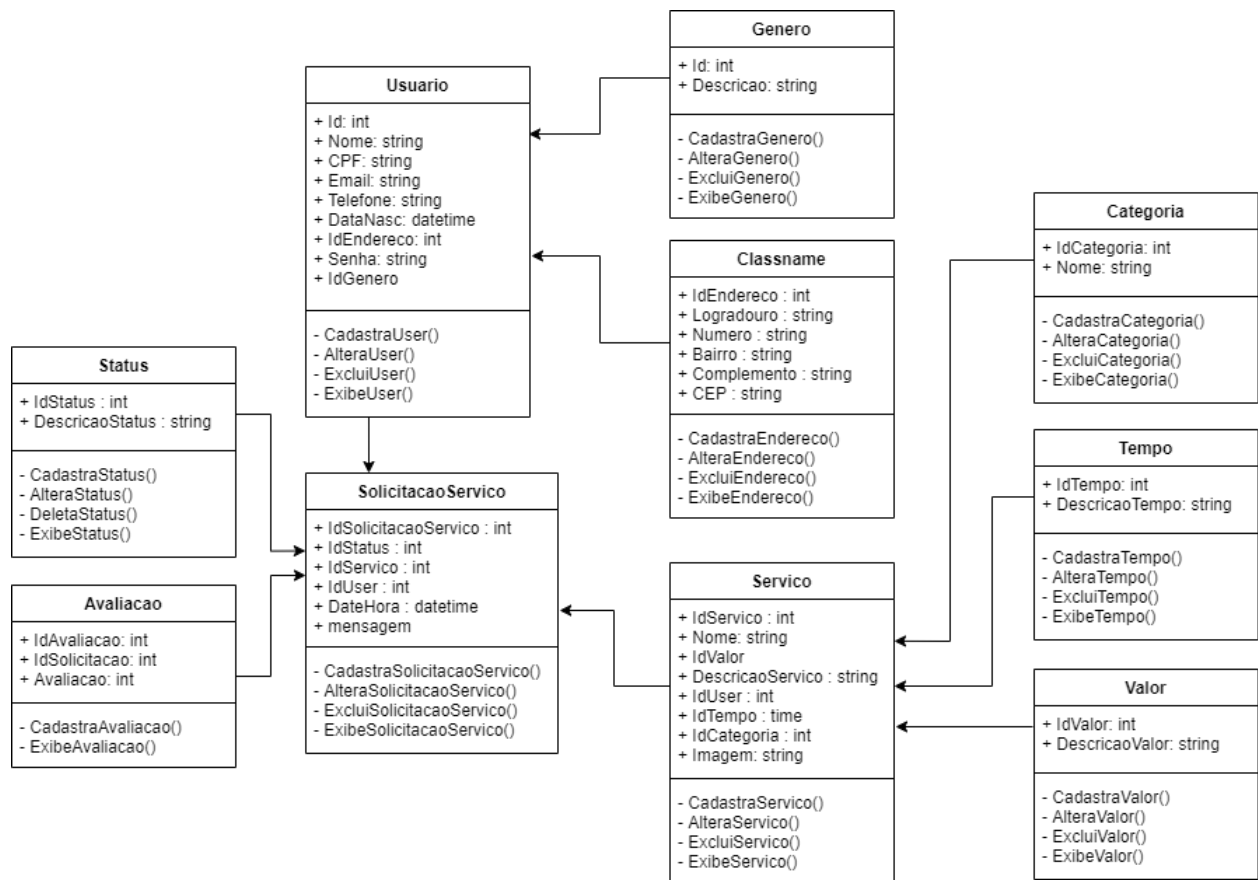 Genero
+ Id: int
+ Descricao: string
- CadastraGenero()
- AlteraGenero()
- ExcluiGenero()
- ExibeGenero()
Usuario
+ Id: int
+ Nome: string
+ CPF: string
+ Email: string
+ Telefone: string
+ DataNasc: datetime
+ IdEndereco: int
+ Senha: string
+ IdGenero
- CadastraUser()
- AlteraUser()
- ExcluiUser()
- ExibeUser()
Classname
+ IdEndereco : int
+ Logradouro : string
+ Numero : string
+ Bairro : string
+ Complemento : string
+ CEP : string
- CadastraEndereco()
- AlteraEndereco()
- ExcluiEndereco()
- ExibeEndereco()
Categoria
+ IdCategoria: int
+ Nome: string
- CadastraCategoria()
- AlteraCategoria()
- ExcluiCategoria()
- ExibeCategoria()
Status
+ IdStatus : int
+ DescricaoStatus : string
- CadastraStatus()
- AlteraStatus()
- DeletaStatus()
- ExibeStatus()
SolicitacaoServico
+ IdSolicitacaoServico : int
+ IdStatus : int
+ IdServico : int
+ IdUser : int
+ DateHora : datetime
+ mensagem
- CadastraSolicitacaoServico()
- AlteraSolicitacaoServico()
- ExcluiSolicitacaoServico()
- ExibeSolicitacaoServico()
Tempo
+ IdTempo: int
+ DescricaoTempo: string
- CadastraTempo()
- AlteraTempo()
- ExcluiTempo()
- ExibeTempo()
Avaliacao
+ IdAvaliacao: int
+ IdSolicitacao: int
+ Avaliacao: int
- CadastraAvaliacao()
- ExibeAvaliacao()
Servico
+ IdServico : int
+ Nome: string
+ IdValor
+ DescricaoServico : string
+ IdUser : int
+ IdTempo : time
+ IdCategoria : int
+ Imagem: string
- CadastraServico()
- AlteraServico()
- ExcluiServico()
- ExibeServico()
Valor
+ IdValor: int
+ DescricaoValor: string
- CadastraValor()
- AlteraValor()
- ExcluiValor()
- ExibeValor()